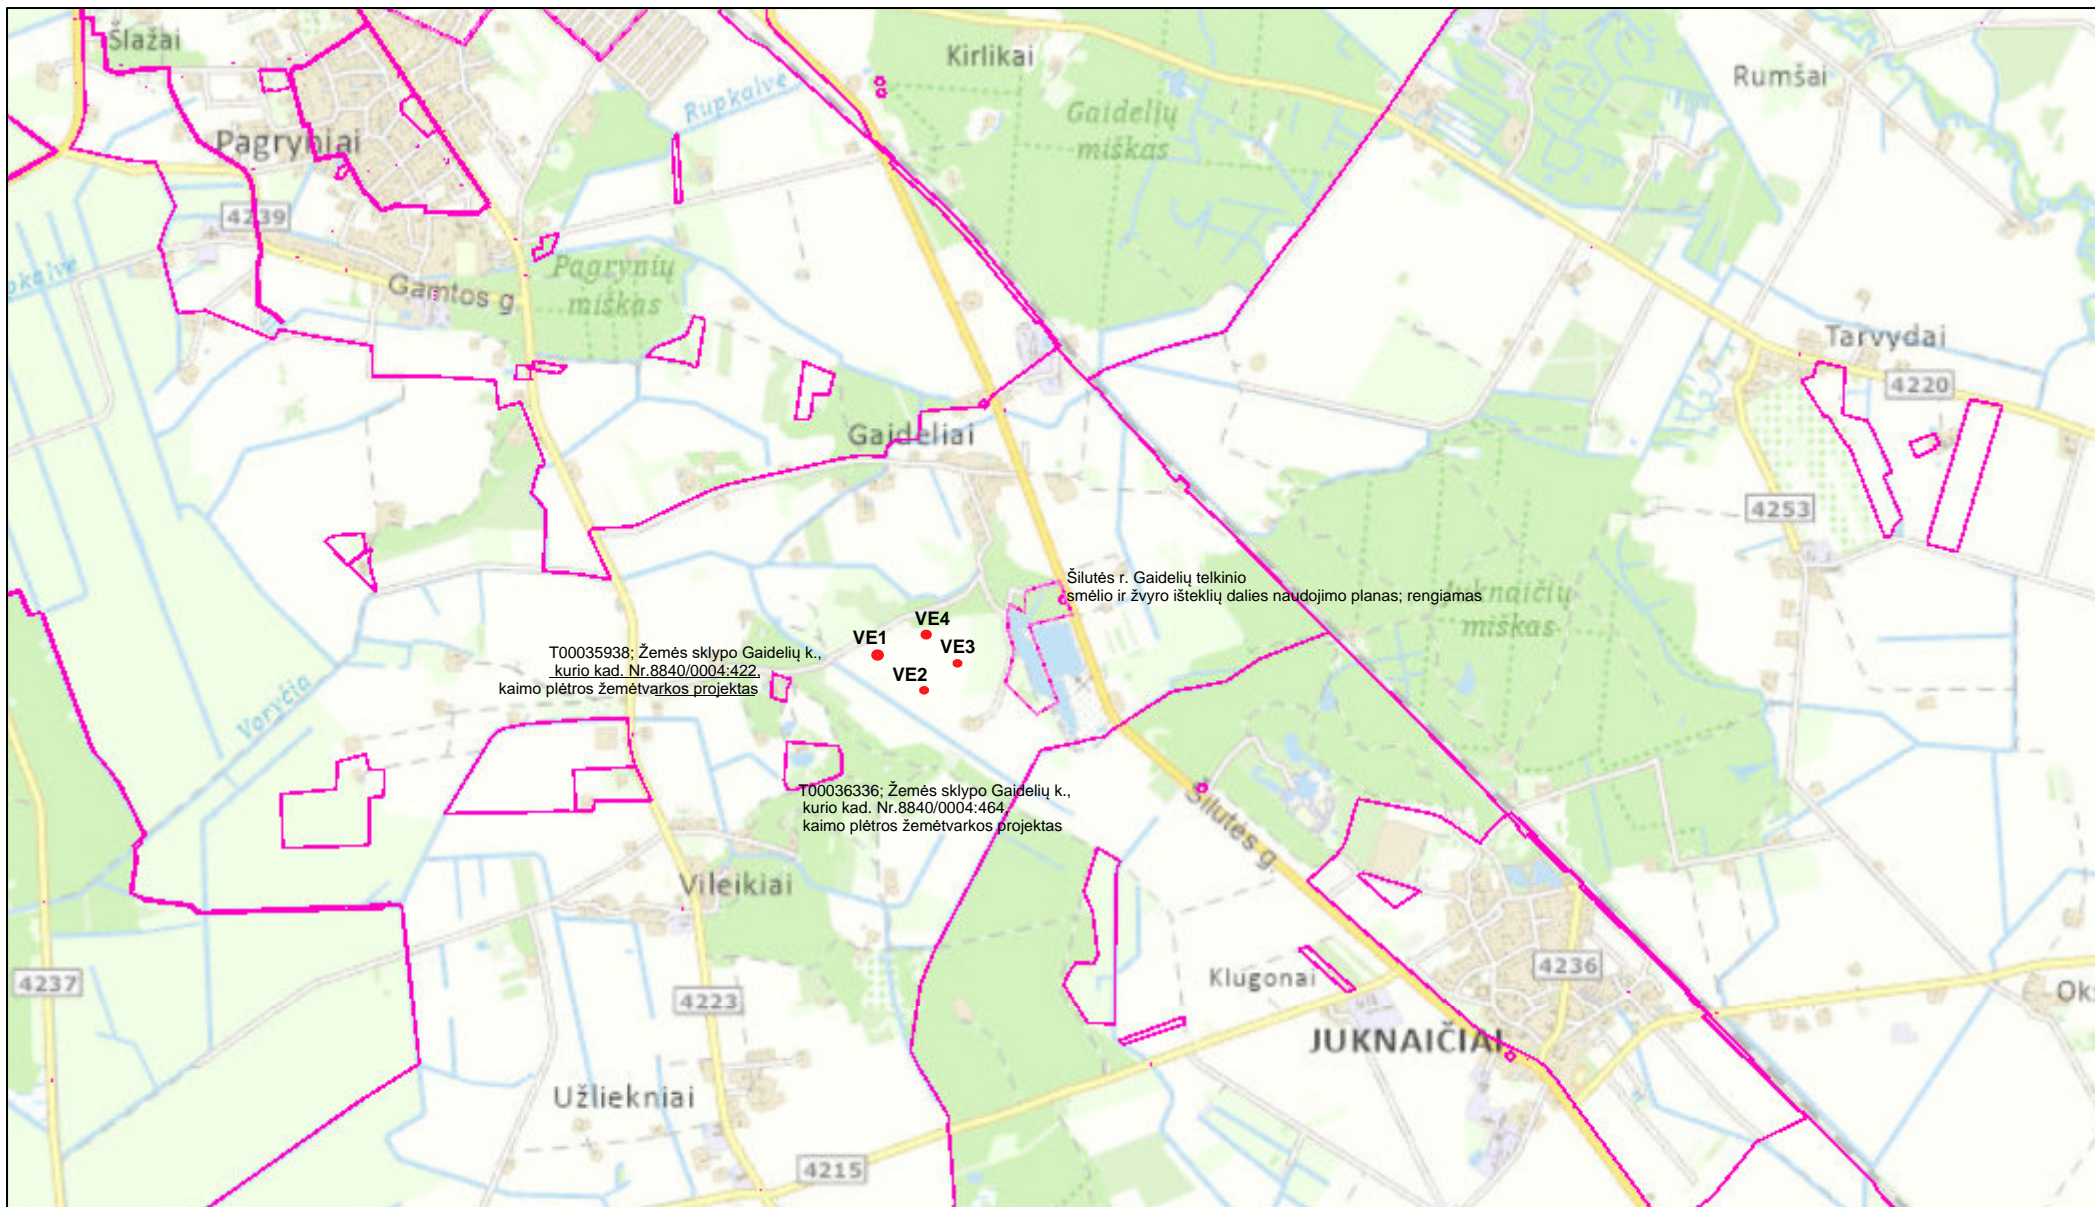 Šlažai
Kirlikai
Rumšai
Rupkalvė
Gaidelių
miškas
Pagryniai
4239
Pagrynių
miškas
Gamtos g.
Tarvydai
4220
Gaideliai
4253
Šilutės r. Gaidelių telkinio
smėlio ir žvyro išteklių dalies naudojimo planas; rengiamas
Juknaičių
miškas
VE4
VE1
VE3
VE2
T00035938; Žemės sklypo Gaidelių k.,
kurio kad. Nr.8840/0004:422,
kaimo plėtros žemėtvarkos projektas
Voryčia
T00036336; Žemės sklypo Gaidelių k.,
kurio kad. Nr.8840/0004:464,
kaimo plėtros žemėtvarkos projektas
Šilutės g.
Vileikiai
4237
4223
Klugonai
4236
JUKNAIČIAI
Užliekniai
4215